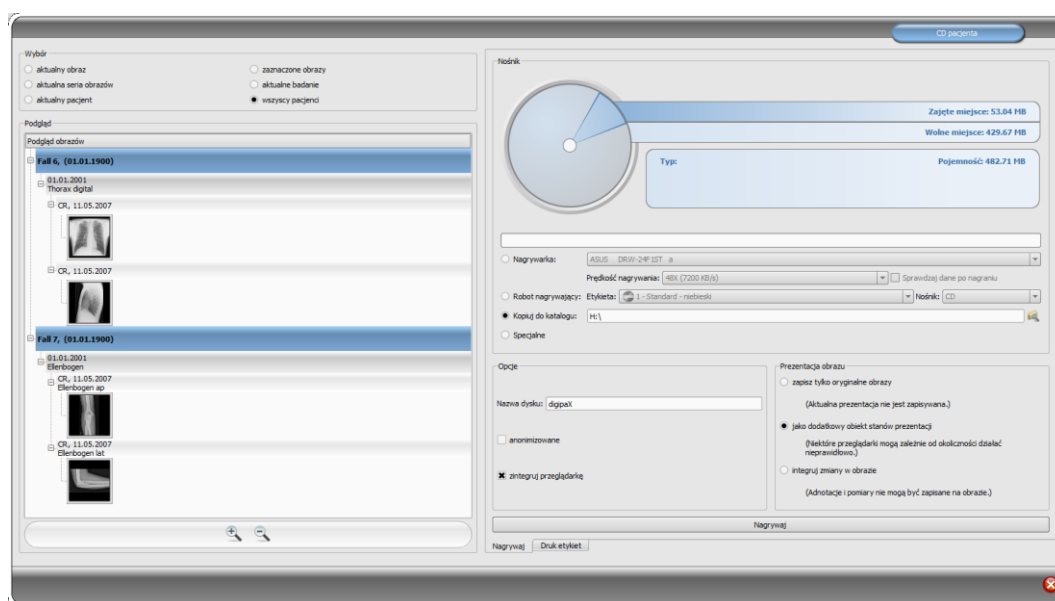 CD pacjenta
Wybór
aktualny obraz
zaznaczone obrazy
aktualna seria obrazów
aktualne badanie
aktualny pacjent
wszyscy pacjenci
Podgląd
Podgląd obrazów
Fall 6, (01.01.1900)
01.01.2001
Thorax digital
CR, 11.05.2007
CR, 11.05.2007
Fall 7, (01.01.1900)
01.01.2001
Ellenbogen
CR, 11.05.2007
Ellenbogen ap
CR, 11.05.2007
Ellenbogen lat
Nośnik
Zajęte miejsce: 53.04 MB
Wolne miejsce: 429.67 MB
Typ:
Pojemność: 482.71 MB
Nagrywarka:
ASUS DRW-24F1ST a
Prędkość nagrywania: 48X (7200 KB/s)
Sprawdzaj dane po nagraniu
Robot nagrywający: Etykieta: 1 - Standard - niebieski
Nośnik: CD
Kopiuj do katalogu: H:\
Specjalne
Opcje
Nazwa dysku: digipaX
anonimizowane
zintegruj przeglądarkę
Prezentacja obrazu
zapisz tylko oryginalne obrazy
(Aktualna prezentacja nie jest zapisywana.)
jako dodatkowy obiekt stanów prezentacji
(Niektóre przeglądarki mogą zależnie od okoliczności działać
nieprawidłowo.)
integruj zmiany w obrazie
(Adnotacje i pomiary nie mogą być zapisane na obrazie.)
Nagrywaj
Nagrywaj
Druk etykiet